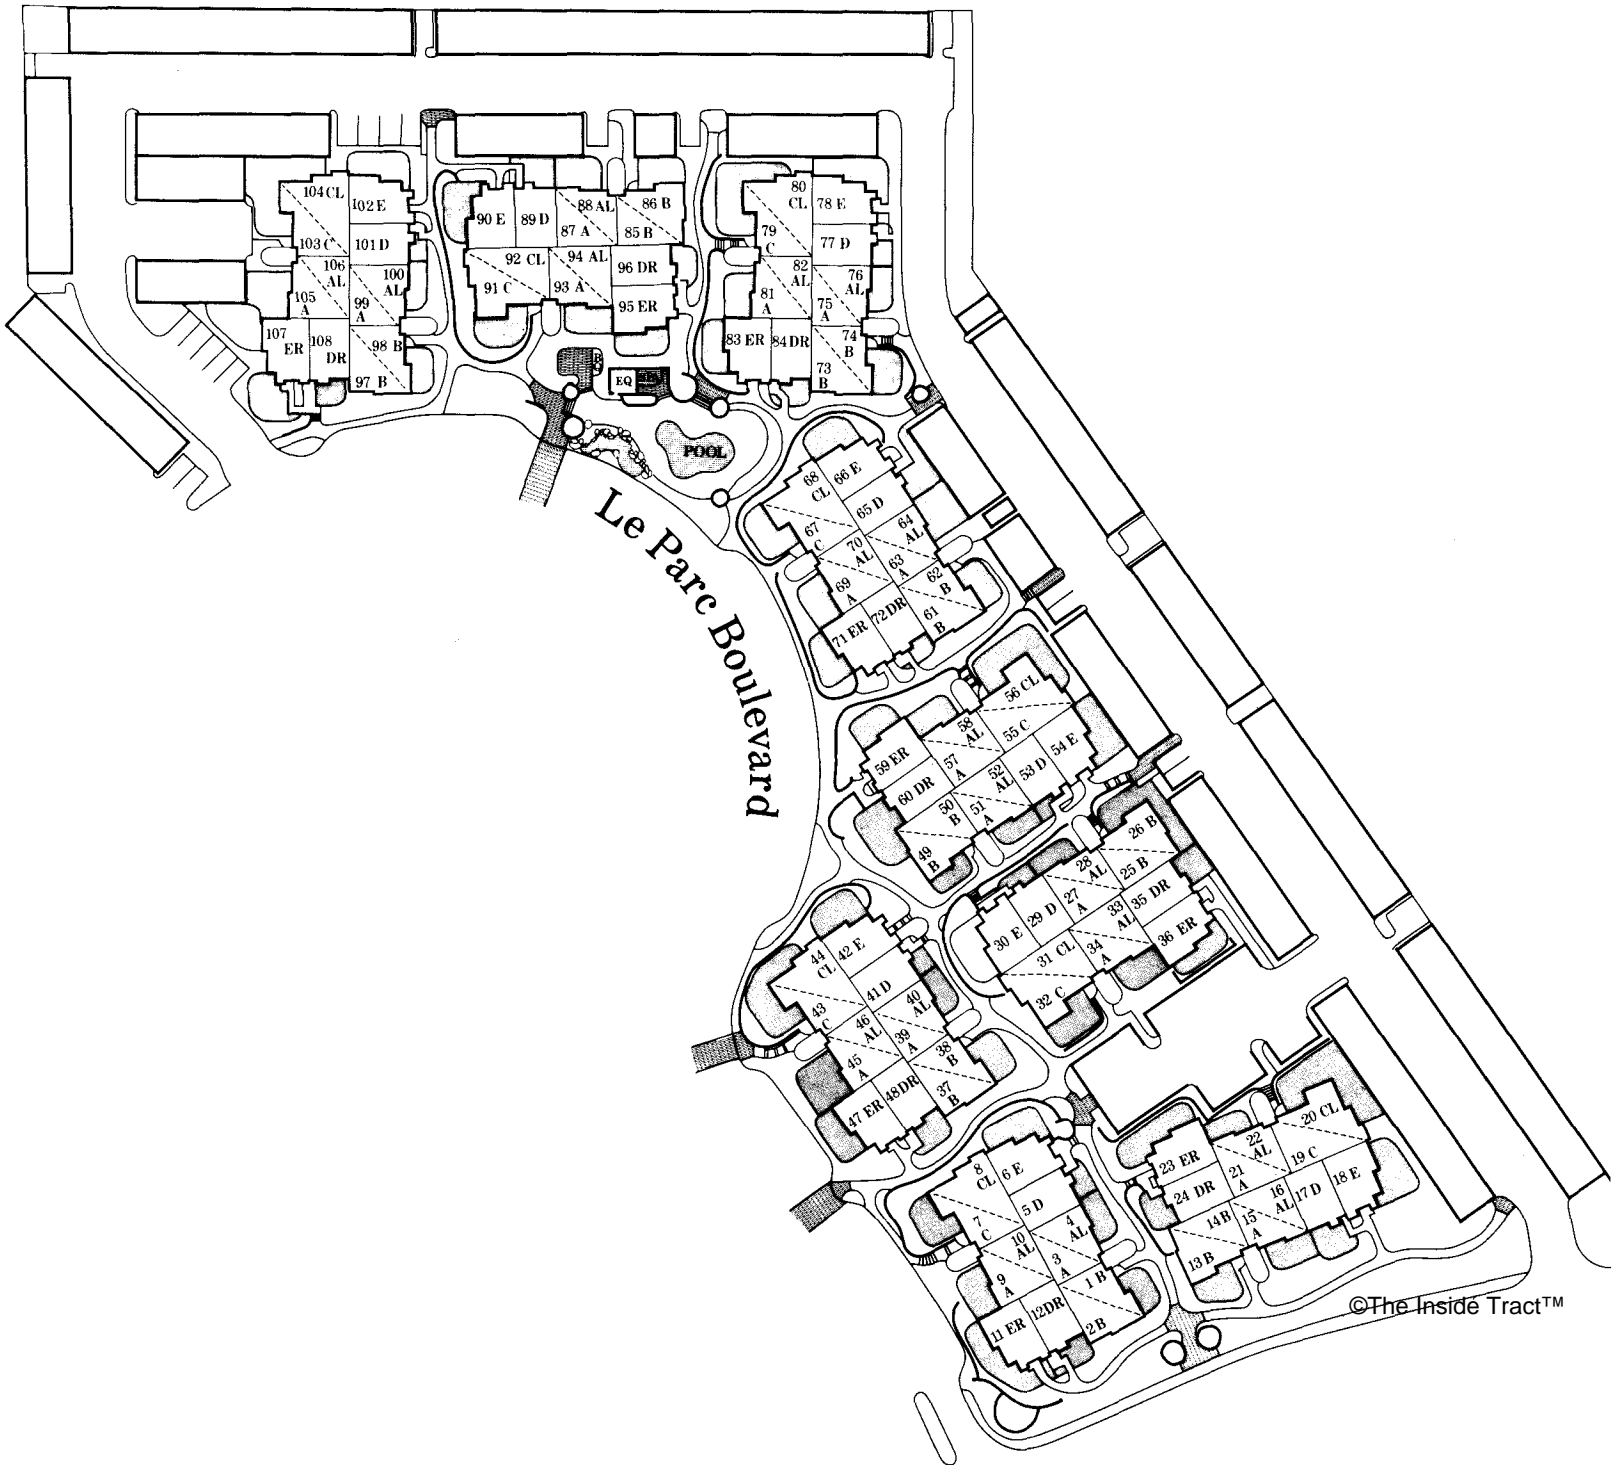 104 CL
102 E
103 C
101 D
106 AL
100 AL
105 A
99 A
107 ER
108 DR
98 B
97 B
90 E
89 D
88 AL
87 A
86 B
85 B
92 CL
94 AL
96 DR
91 C
93 A
95 ER
80 CL
78 E
79 C
77 D
82 AL
76 AL
81 A
75 A
83 ER
84 DR
74 B
73 B
EQ
POOL
Le Parc Boulevard
68 CL
66 E
65 D
67 C
64 AL
70 AL
63 A
69 A
62 B
72 DR
61 B
71 ER
56 CL
58 AL
55 C
59 ER
57 A
54 E
52 AL
53 D
60 DR
50 B
51 A
49 B
26 B
28 AL
25 B
29 D
27 A
35 DR
30 E
33 AL
31 CL
34 A
36 ER
32 C
44 CL
42 E
41 D
43 C
40 AL
46 AL
39 A
45 A
38 B
48 DR
37 B
47 ER
20 CL
22 AL
23 ER
19 C
21 A
18 E
24 DR
16 AL
17 D
14 B
15 A
13 B
8 CL
6 E
5 D
7 C
4 AL
10 AL
3 A
9 A
1 B
12 DR
11 ER
2 B
©The Inside Tract™